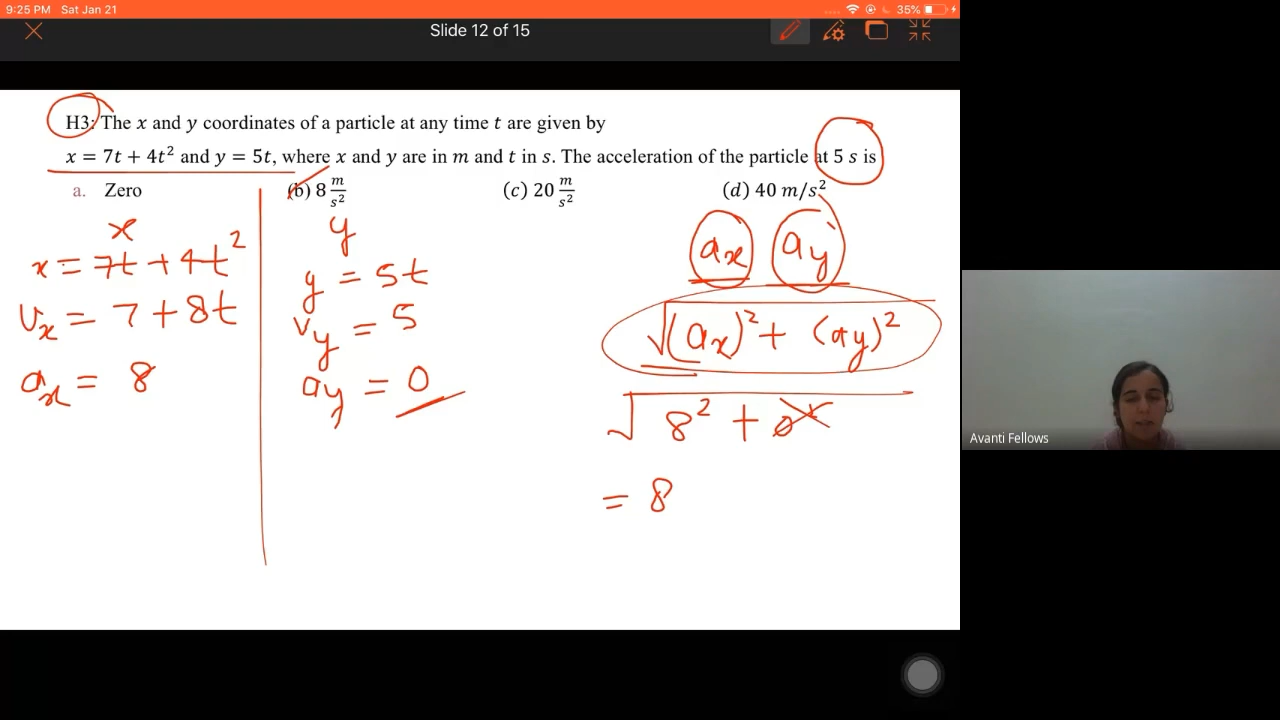 9:25 PM Sat Jan 21
35%
Slide 12 of 15
H3: The x and y coordinates of a particle at any time t are given by
x = 7t + 4t² and y = 5t, where x and y are in m and t in s. The acceleration of the particle at 5 s is
a. Zero (b) 8 m/s² (c) 20 m/s² (d) 40 m/s²
x
x = 7t + 4t²
vx = 7 + 8t
ax = 8
y
y = 5t
vy = 5
ay = 0
ax ay
√(ax)² + (ay)²
√8² + 0²
= 8
Avanti Fellows